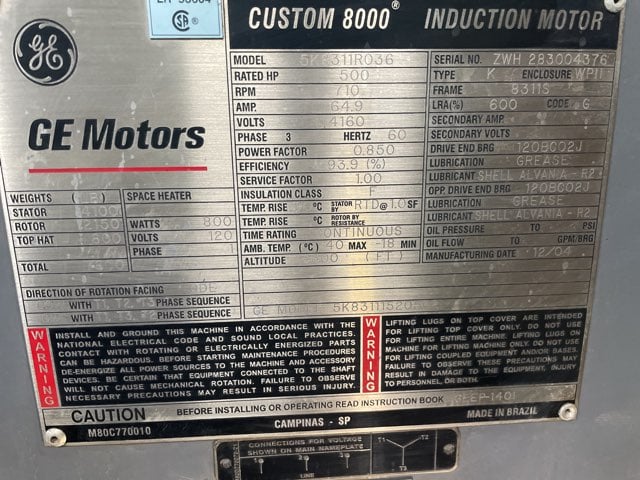 GE
CSA
CUSTOM 8000® INDUCTION MOTOR
GE Motors
MODEL 5K8311R036
RATED HP 500
RPM 710
AMP. 64.9
VOLTS 4160
PHASE 3 HERTZ 60
POWER FACTOR 0.850
EFFICIENCY 93.9 (%)
SERVICE FACTOR 1.00
INSULATION CLASS F
TEMP. RISE ºC STATOR BY RTD @ 1.0 SF
TEMP. RISE ºC ROTOR BY RESISTANCE
TIME RATING CONTINUOUS
AMB. TEMP. (ºC) 40 MAX -18 MIN
ALTITUDE (FT)
SERIAL NO. ZWH 283004376
TYPE K ENCLOSURE WPII
FRAME 8311S
LRA(%) 600 CODE G
SECONDARY AMP.
SECONDARY VOLTS
DRIVE END BRG 120BC02J
LUBRICATION GREASE
LUBRICANT SHELL ALVANIA - R2
OPP. DRIVE END BRG 120BC02J
LUBRICATION GREASE
LUBRICANT SHELL ALVANIA - R2
OIL PRESSURE TO PSI
OIL FLOW TO GPM/BRG
MANUFACTURING DATE 12/04
WEIGHTS (LB) SPACE HEATER
STATOR
ROTOR WATTS 800
TOP HAT VOLTS 120
TOTAL
DIRECTION OF ROTATION FACING
WITH PHASE SEQUENCE
WITH PHASE SEQUENCE
WARNING
INSTALL AND GROUND THIS MACHINE IN ACCORDANCE WITH THE
NATIONAL ELECTRICAL CODE AND SOUND LOCAL PRACTICES.
CONTACT WITH ROTATING OR ELECTRICALLY ENERGIZED PARTS
CAN BE HAZARDOUS. BEFORE STARTING MAINTENANCE PROCEDURES
DE-ENERGIZE ALL POWER SOURCES TO THE MACHINE AND ACCESSORY
DEVICES. BE CERTAIN THAT EQUIPMENT CONNECTED TO THE SHAFT
WILL NOT CAUSE MECHANICAL ROTATION. FAILURE TO OBSERVE
NECESSARY PRECAUTIONS MAY RESULT IN SERIOUS INJURY.
WARNING
LIFTING LUGS ON TOP COVER ARE INTENDED
FOR LIFTING TOP COVER ONLY. DO NOT USE
FOR LIFTING ENTIRE MACHINE. LIFTING LUGS ON
MACHINE FOR LIFTING MACHINE ONLY. DO NOT USE
FOR LIFTING COUPLED EQUIPMENT AND/OR BASES.
FAILURE TO OBSERVE THESE PRECAUTIONS MAY
RESULT IN DAMAGE TO THE EQUIPMENT, INJURY
TO PERSONNEL, OR BOTH.
CAUTION BEFORE INSTALLING OR OPERATING READ INSTRUCTION BOOK GEEP-1401
M80C770010 CAMPINAS - SP MADE IN BRAZIL
CONNECTIONS FOR VOLTAGE
SHOWN ON MAIN NAMEPLATE
LINE
T1 T2
T3